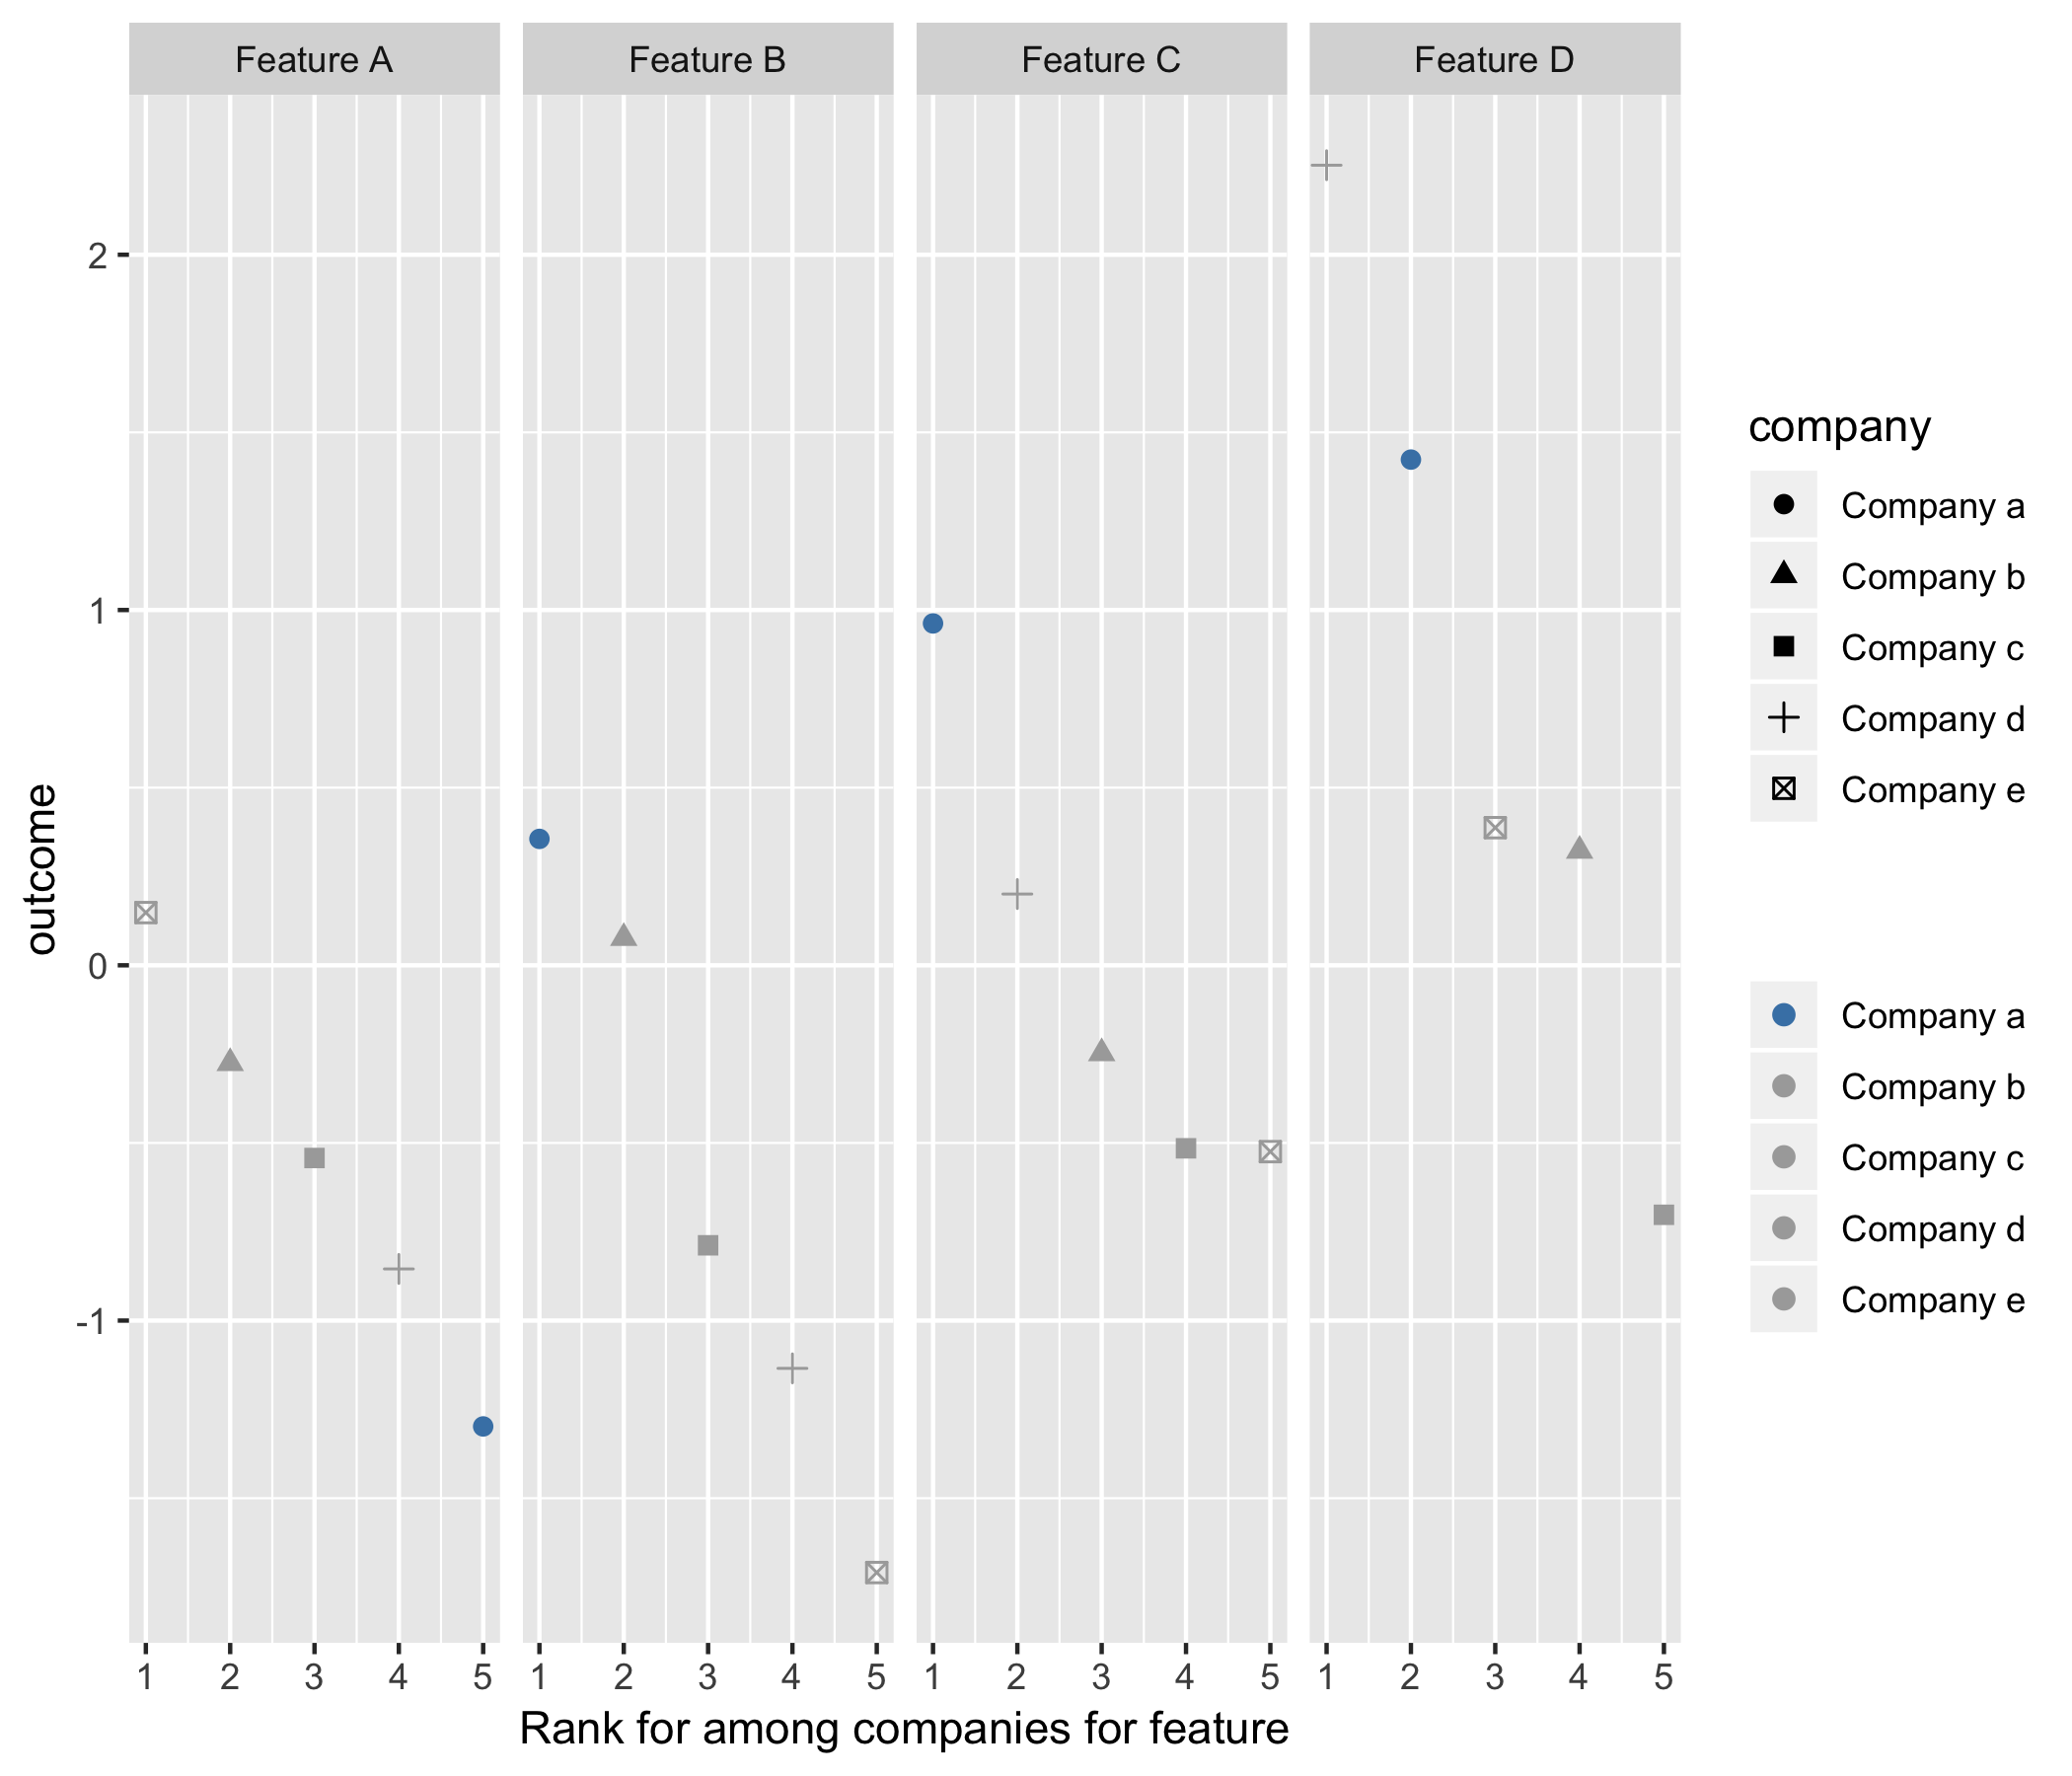 Feature A Feature B Feature C Feature D
2
1
0
-1
outcome
1 2 3 4 5 1 2 3 4 5 1 2 3 4 5 1 2 3 4 5
Rank for among companies for feature
company
Company a
Company b
Company c
Company d
Company e
Company a
Company b
Company c
Company d
Company e